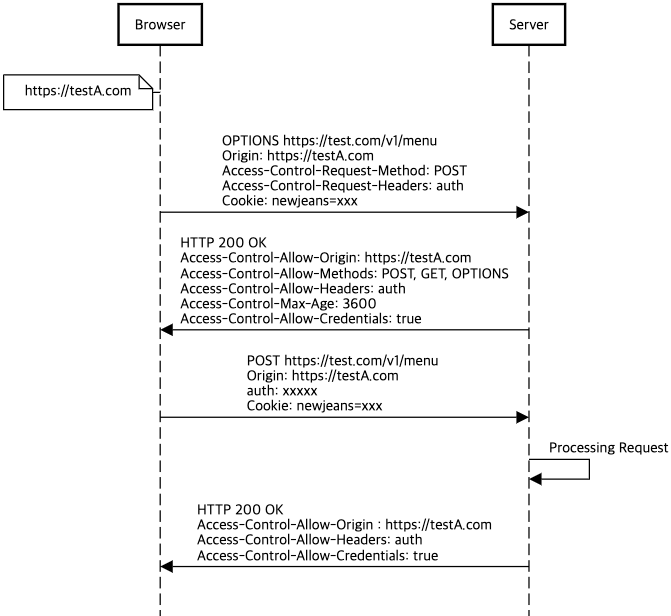 Browser
Server
https://testA.com
OPTIONS https://test.com/v1/menu
Origin: https://testA.com
Access-Control-Request-Method: POST
Access-Control-Request-Headers: auth
Cookie: newjeans=xxx
HTTP 200 OK
Access-Control-Allow-Origin: https://testA.com
Access-Control-Allow-Methods: POST, GET, OPTIONS
Access-Control-Allow-Headers: auth
Access-Control-Max-Age: 3600
Access-Control-Allow-Credentials: true
POST https://test.com/v1/menu
Origin: https://testA.com
auth: xxxxx
Cookie: newjeans=xxx
Processing Request
HTTP 200 OK
Access-Control-Allow-Origin : https://testA.com
Access-Control-Allow-Headers: auth
Access-Control-Allow-Credentials: true